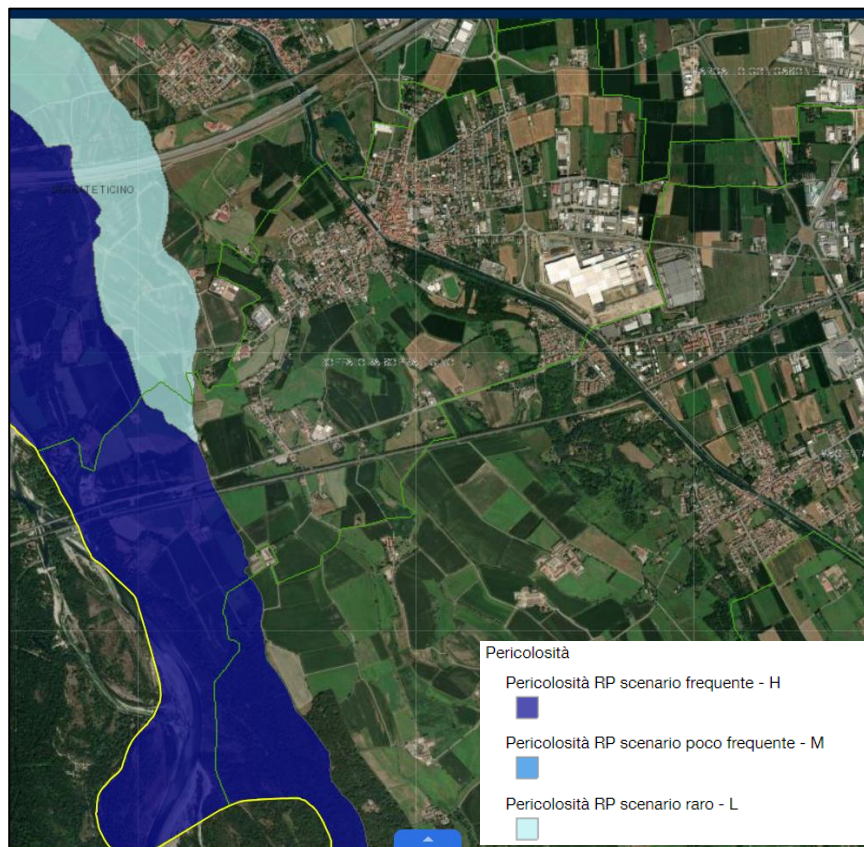 Pericolosità
Pericolosità RP scenario frequente - H
Pericolosità RP scenario poco frequente - M
Pericolosità RP scenario raro - L